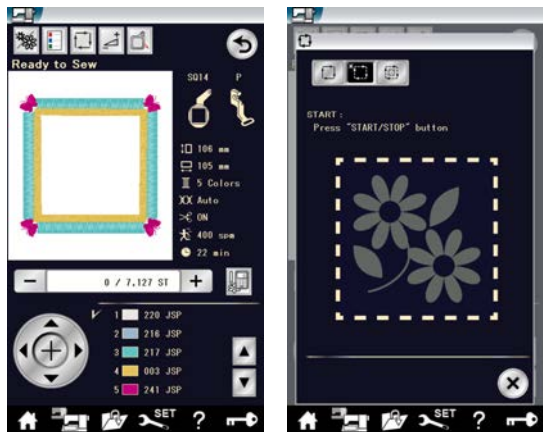 Ready to Sew
SQ14 P
106 mm
105 mm
5 Colors
Auto
ON
400 spm
22 min
0 / 7,127 ST
1 220 JSP
2 216 JSP
3 217 JSP
4 003 JSP
5 241 JSP
SET
?
START :
Press "START/STOP" button
SET
?